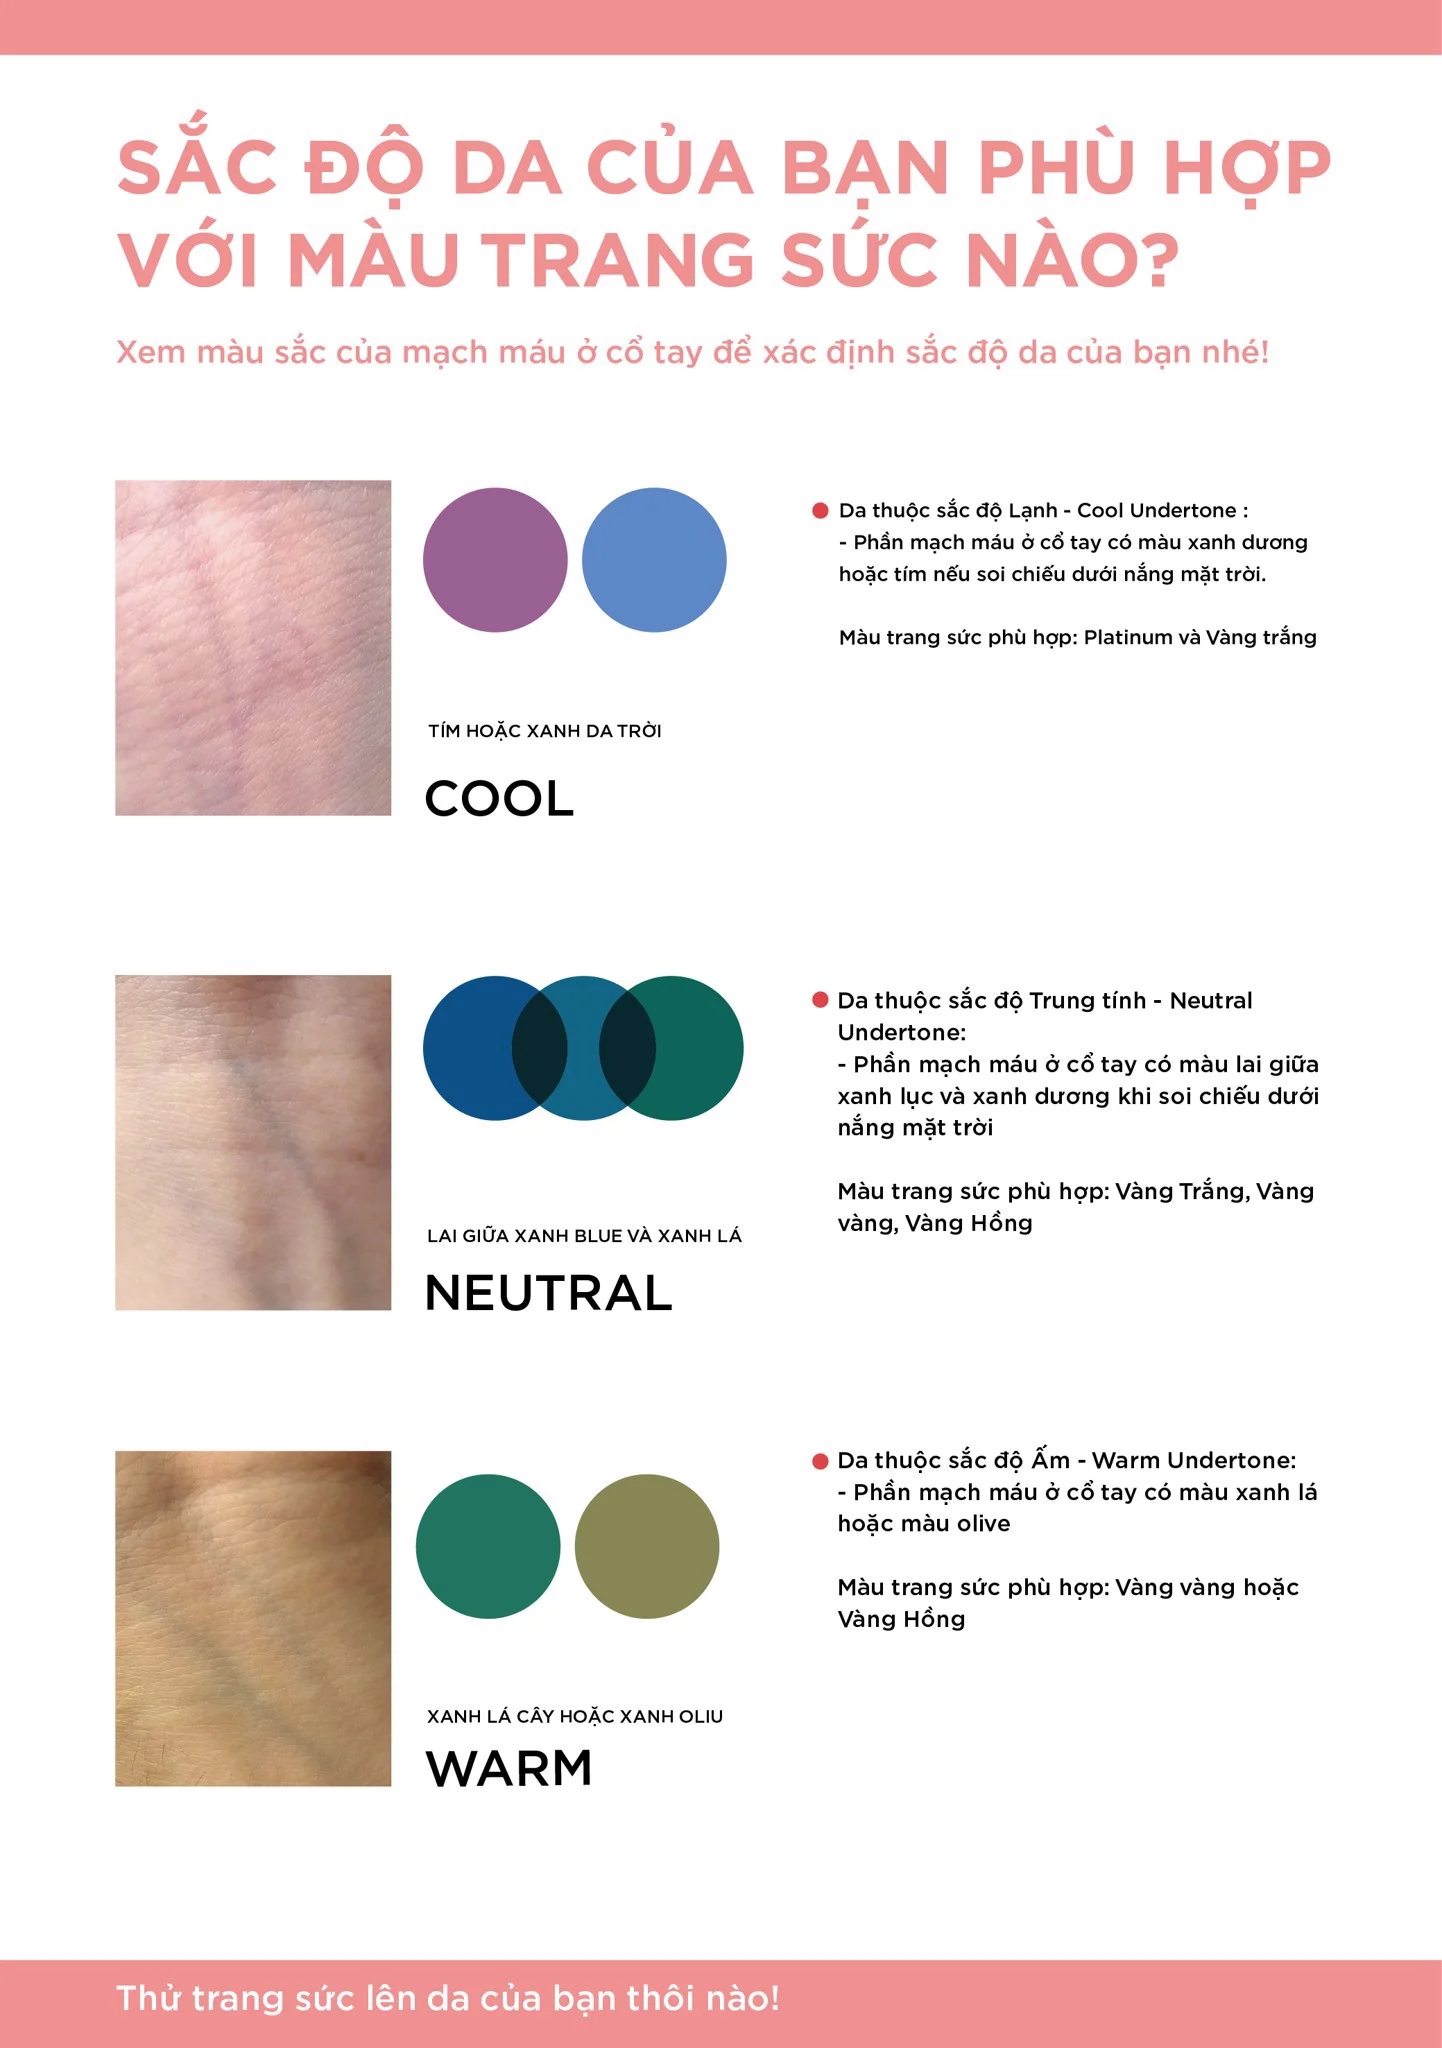 SẮC ĐỘ DA CỦA BẠN PHÙ HỢP
VỚI MÀU TRANG SỨC NÀO?
Xem màu sắc của mạch máu ở cổ tay để xác định sắc độ da của bạn nhé!
TÍM HOẶC XANH DA TRỜI
COOL
Da thuộc sắc độ Lạnh - Cool Undertone :
- Phần mạch máu ở cổ tay có màu xanh dương
hoặc tím nếu soi chiếu dưới nắng mặt trời.
Màu trang sức phù hợp: Platinum và Vàng trắng
LAI GIỮA XANH BLUE VÀ XANH LÁ
NEUTRAL
Da thuộc sắc độ Trung tính - Neutral
Undertone:
- Phần mạch máu ở cổ tay có màu lai giữa
xanh lục và xanh dương khi soi chiếu dưới
nắng mặt trời
Màu trang sức phù hợp: Vàng Trắng, Vàng
vàng, Vàng Hồng
XANH LÁ CÂY HOẶC XANH OLIU
WARM
Da thuộc sắc độ Ấm - Warm Undertone:
- Phần mạch máu ở cổ tay có màu xanh lá
hoặc màu olive
Màu trang sức phù hợp: Vàng vàng hoặc
Vàng Hồng
Thử trang sức lên da của bạn thôi nào!